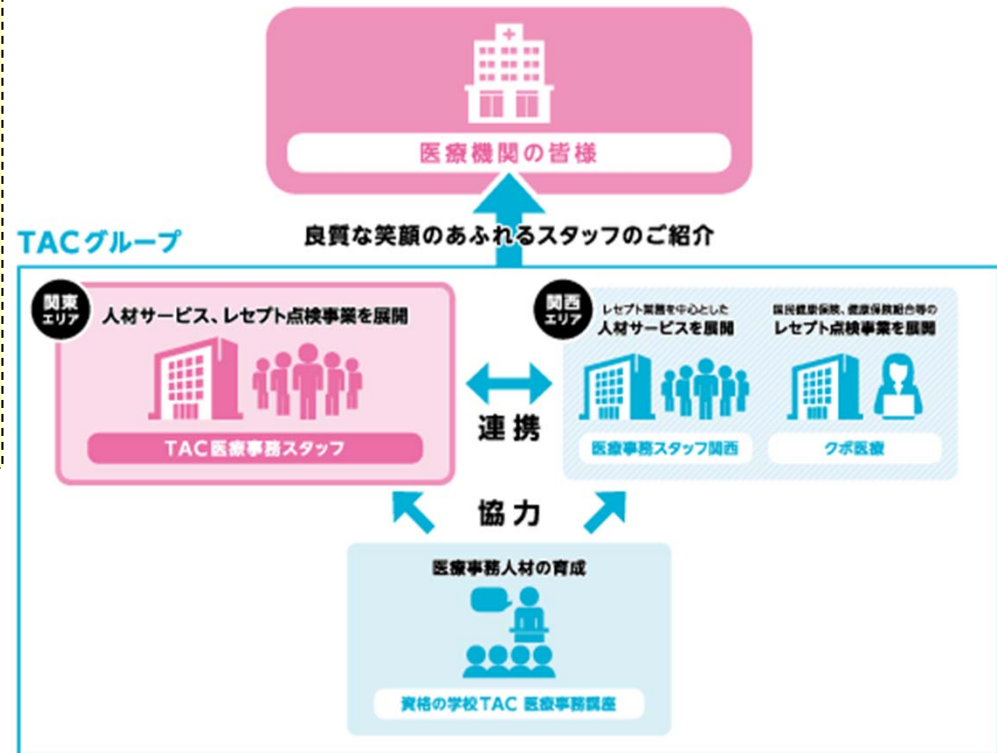 医療機関の皆様
良質な笑顔のあふれるスタッフのご紹介
TACグループ
関東
エリア
人材サービス、レセプト点検事業を展開
TAC医療事務スタッフ
連携
関西
エリア
レセプト業務を中心とした
人材サービスを展開
医療事務スタッフ関西
国民健康保険、健康保険組合等の
レセプト点検事業を展開
クボ医療
協力
医療事務人材の育成
資格の学校TAC 医療事務講座